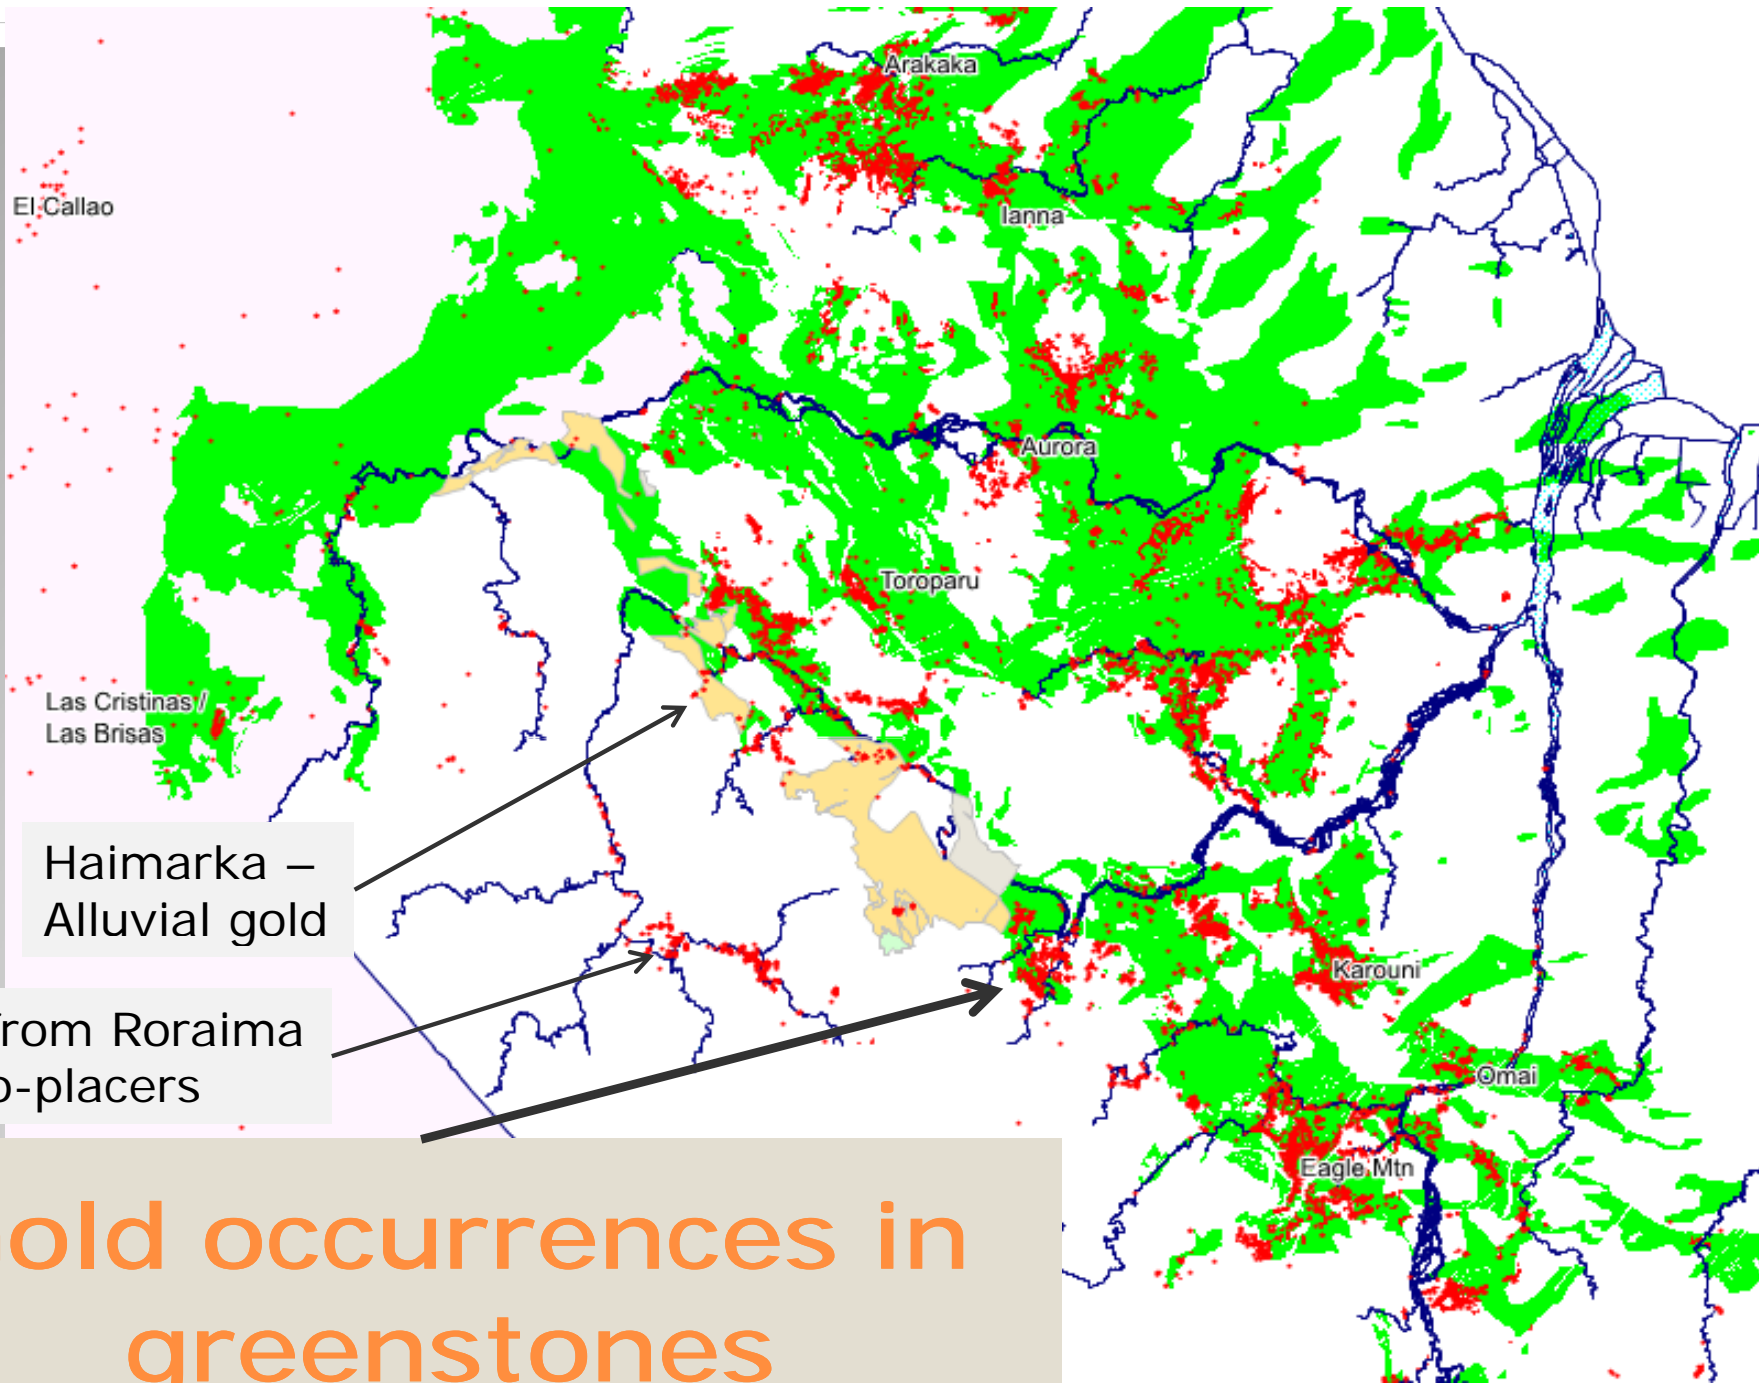 Arakaka
El Callao
Ianna
Aurora
Toroparu
Las Cristinas /
Las Brisas
Haimarka –
Alluvial gold
Karouni
from Roraima
o-placers
Omai
Eagle Mtn
old occurrences in
greenstones